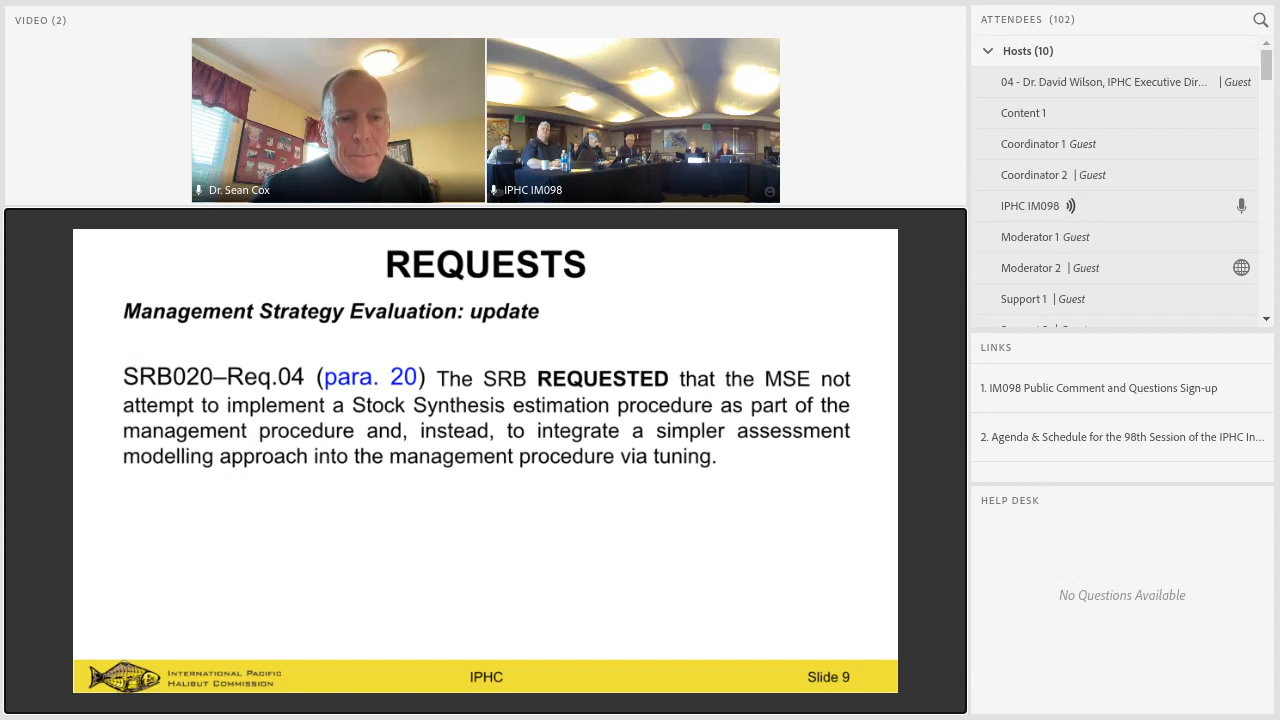 VIDEO (2)
Dr. Sean Cox
IPHC IM098
REQUESTS
Management Strategy Evaluation: update
SRB020–Req.04 (para. 20) The SRB REQUESTED that the MSE not
attempt to implement a Stock Synthesis estimation procedure as part of the
management procedure and, instead, to integrate a simpler assessment
modelling approach into the management procedure via tuning.
INTERNATIONAL PACIFIC
HALIBUT COMMISSION
IPHC
Slide 9
ATTENDEES (102)
Hosts (10)
04 - Dr. David Wilson, IPHC Executive Dir... | Guest
Content 1
Coordinator 1 Guest
Coordinator 2 | Guest
IPHC IM098
Moderator 1 Guest
Moderator 2 | Guest
Support 1 | Guest
LINKS
1. IM098 Public Comment and Questions Sign-up
2. Agenda & Schedule for the 98th Session of the IPHC In...
HELP DESK
No Questions Available